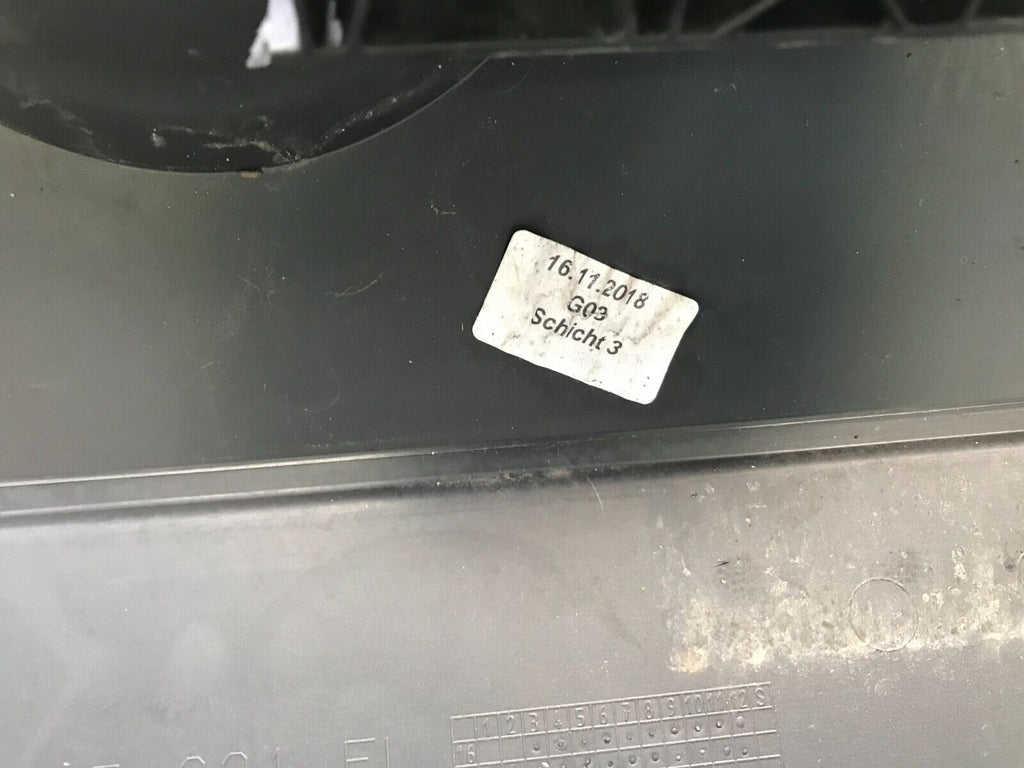 16.11.2018
G03
Schicht 3
1 2 3 4 5 6 7 8 9 10 11 12 S
16